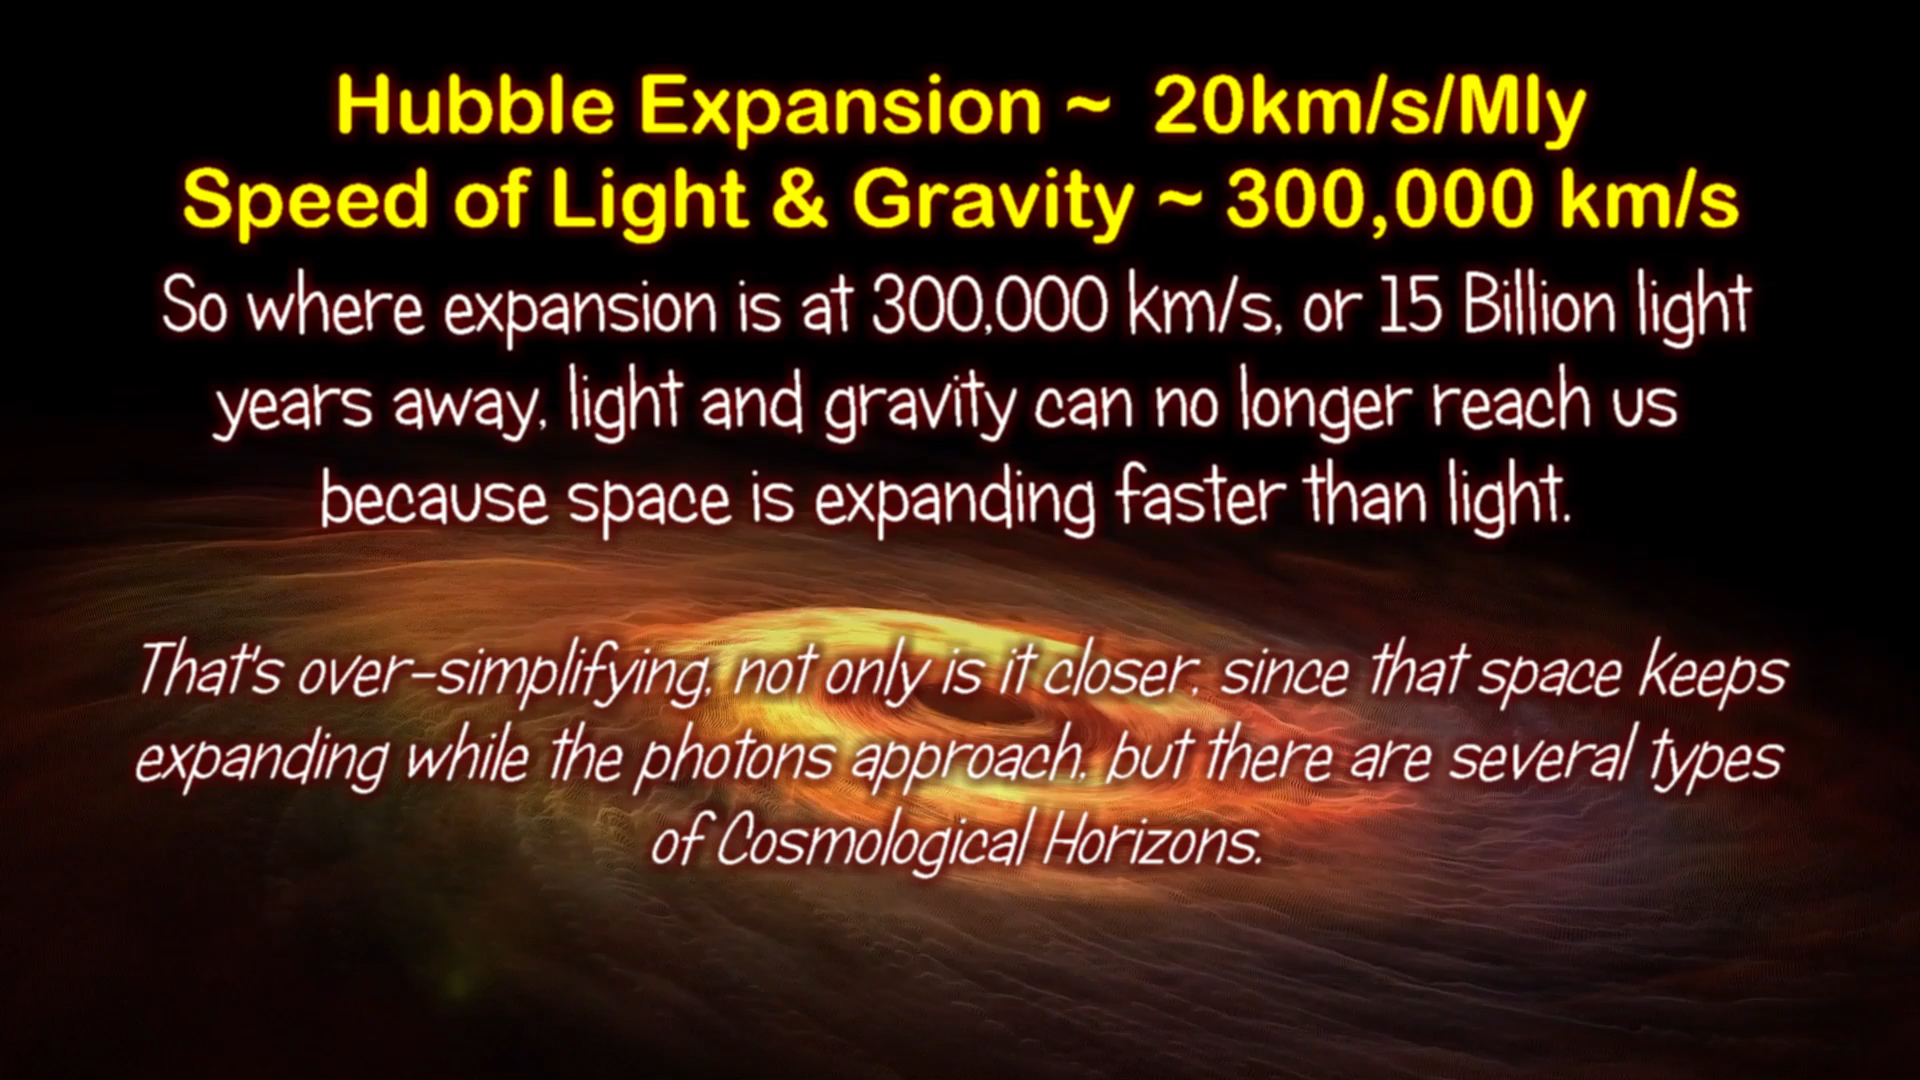 Hubble Expansion ~ 20km/s/Mly
Speed of Light & Gravity ~ 300,000 km/s
So where expansion is at 300,000 km/s, or 15 Billion light
years away, light and gravity can no longer reach us
because space is expanding faster than light.
That's over-simplifying, not only is it closer, since that space keeps
expanding while the photons approach, but there are several types
of Cosmological Horizons.